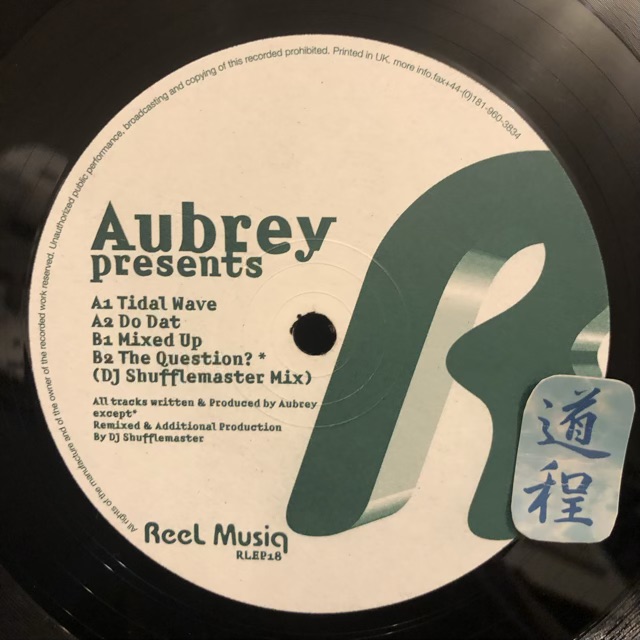 All rights of the manufacture and of the owner of the recorded work reserved. Unauthorized public performance, broadcasting and copying of this recorded prohibited. Printed in UK. more info.fax+44-(0)181-960-3834
Aubrey
presents
A1 Tidal Wave
A2 Do Dat
B1 Mixed Up
B2 The Question? *
(DJ Shufflemaster Mix)
All tracks written & Produced by Aubrey
except*
Remixed & Additional Production
By DJ Shufflemaster
Reel Musiq
RLEP18
道
程